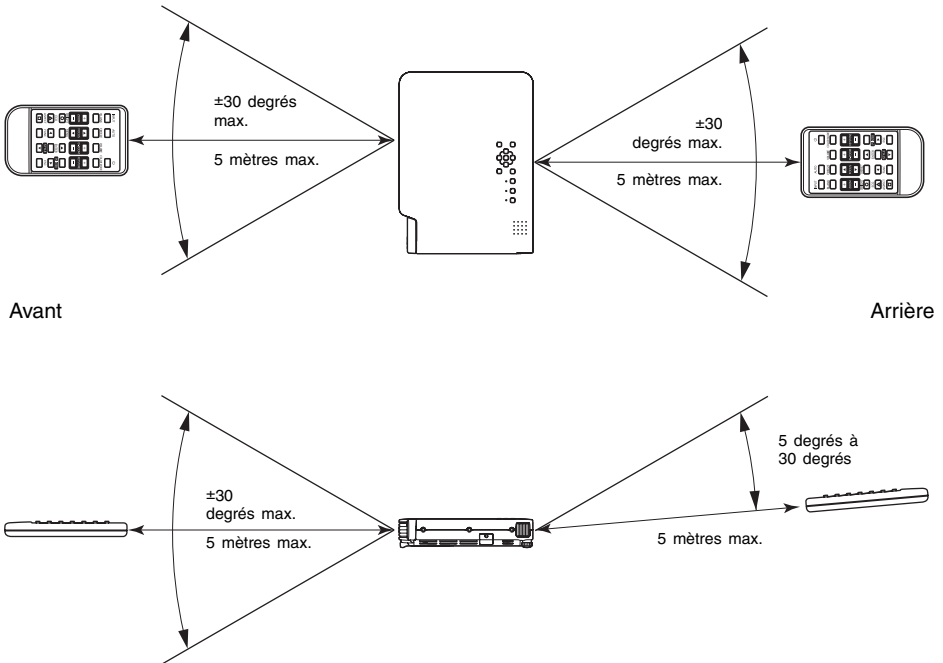 ±30 degrés
max.
5 mètres max.
±30
degrés max.
5 mètres max.
Avant
Arrière
±30
degrés max.
5 mètres max.
5 degrés à
30 degrés
5 mètres max.